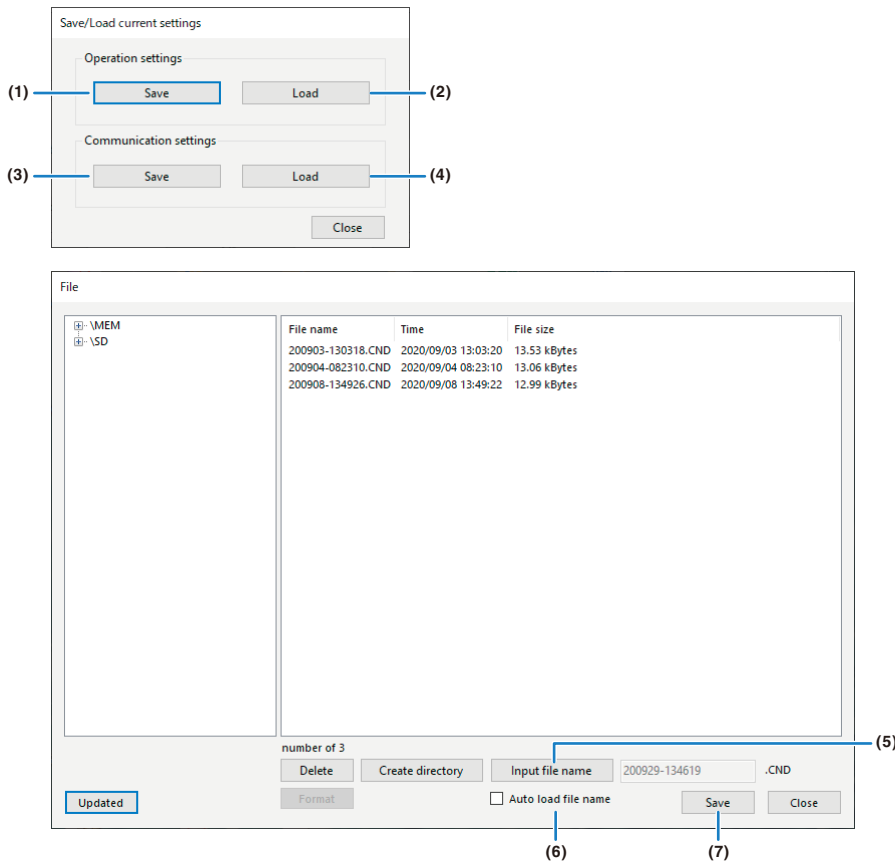 Save/Load current settings
Operation settings
(1) Save Load (2)
Communication settings
(3) Save Load (4)
Close
File
\MEM
\SD
File name Time File size
200903-130318.CND 2020/09/03 13:03:20 13.53 kBytes
200904-082310.CND 2020/09/04 08:23:10 13.06 kBytes
200908-134926.CND 2020/09/08 13:49:22 12.99 kBytes
number of 3
(5)
Delete Create directory Input file name 200929-134619 .CND
Updated Format Auto load file name Save Close
(6) (7)